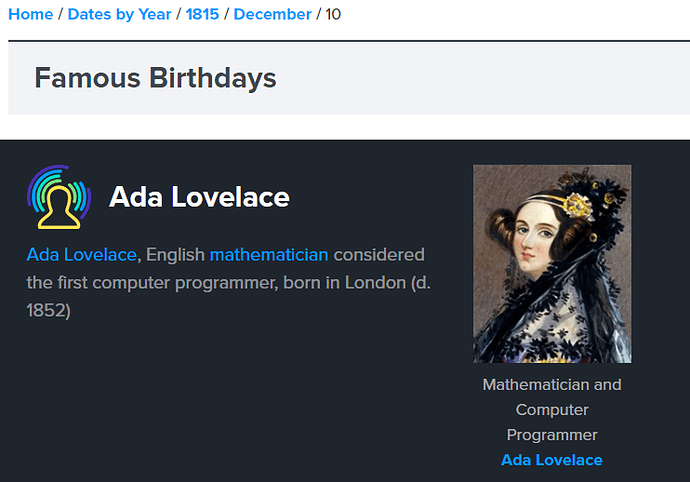 Home / Dates by Year / 1815 / December / 10
Famous Birthdays
Ada Lovelace
Ada Lovelace, English mathematician considered
the first computer programmer, born in London (d.
1852)
Mathematician and
Computer
Programmer
Ada Lovelace